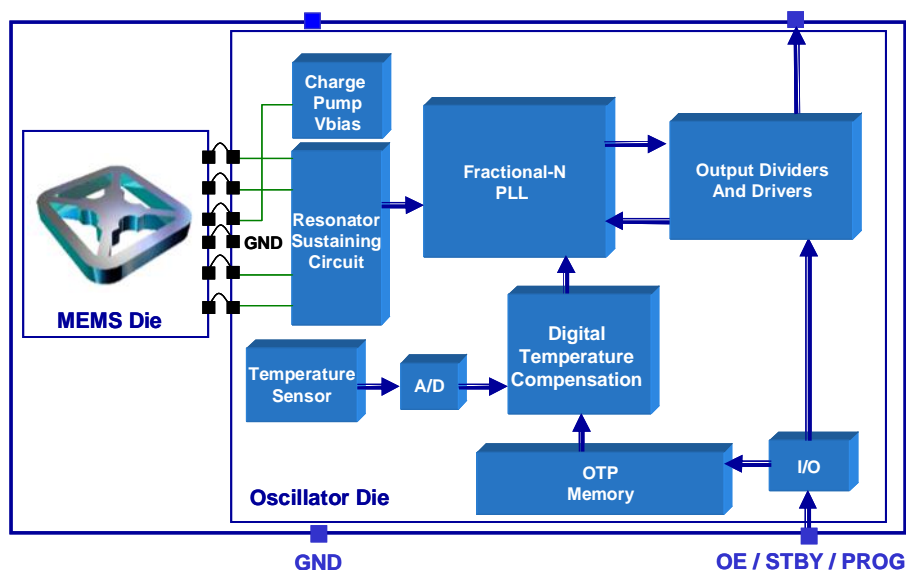 Charge
Pump
Vbias
Fractional-N
PLL
Output Dividers
And Drivers
Resonator
Sustaining
Circuit
GND
MEMS Die
Digital
Temperature
Compensation
Temperature
Sensor
A/D
OTP
Memory
I/O
Oscillator Die
GND
OE / STBY / PROG